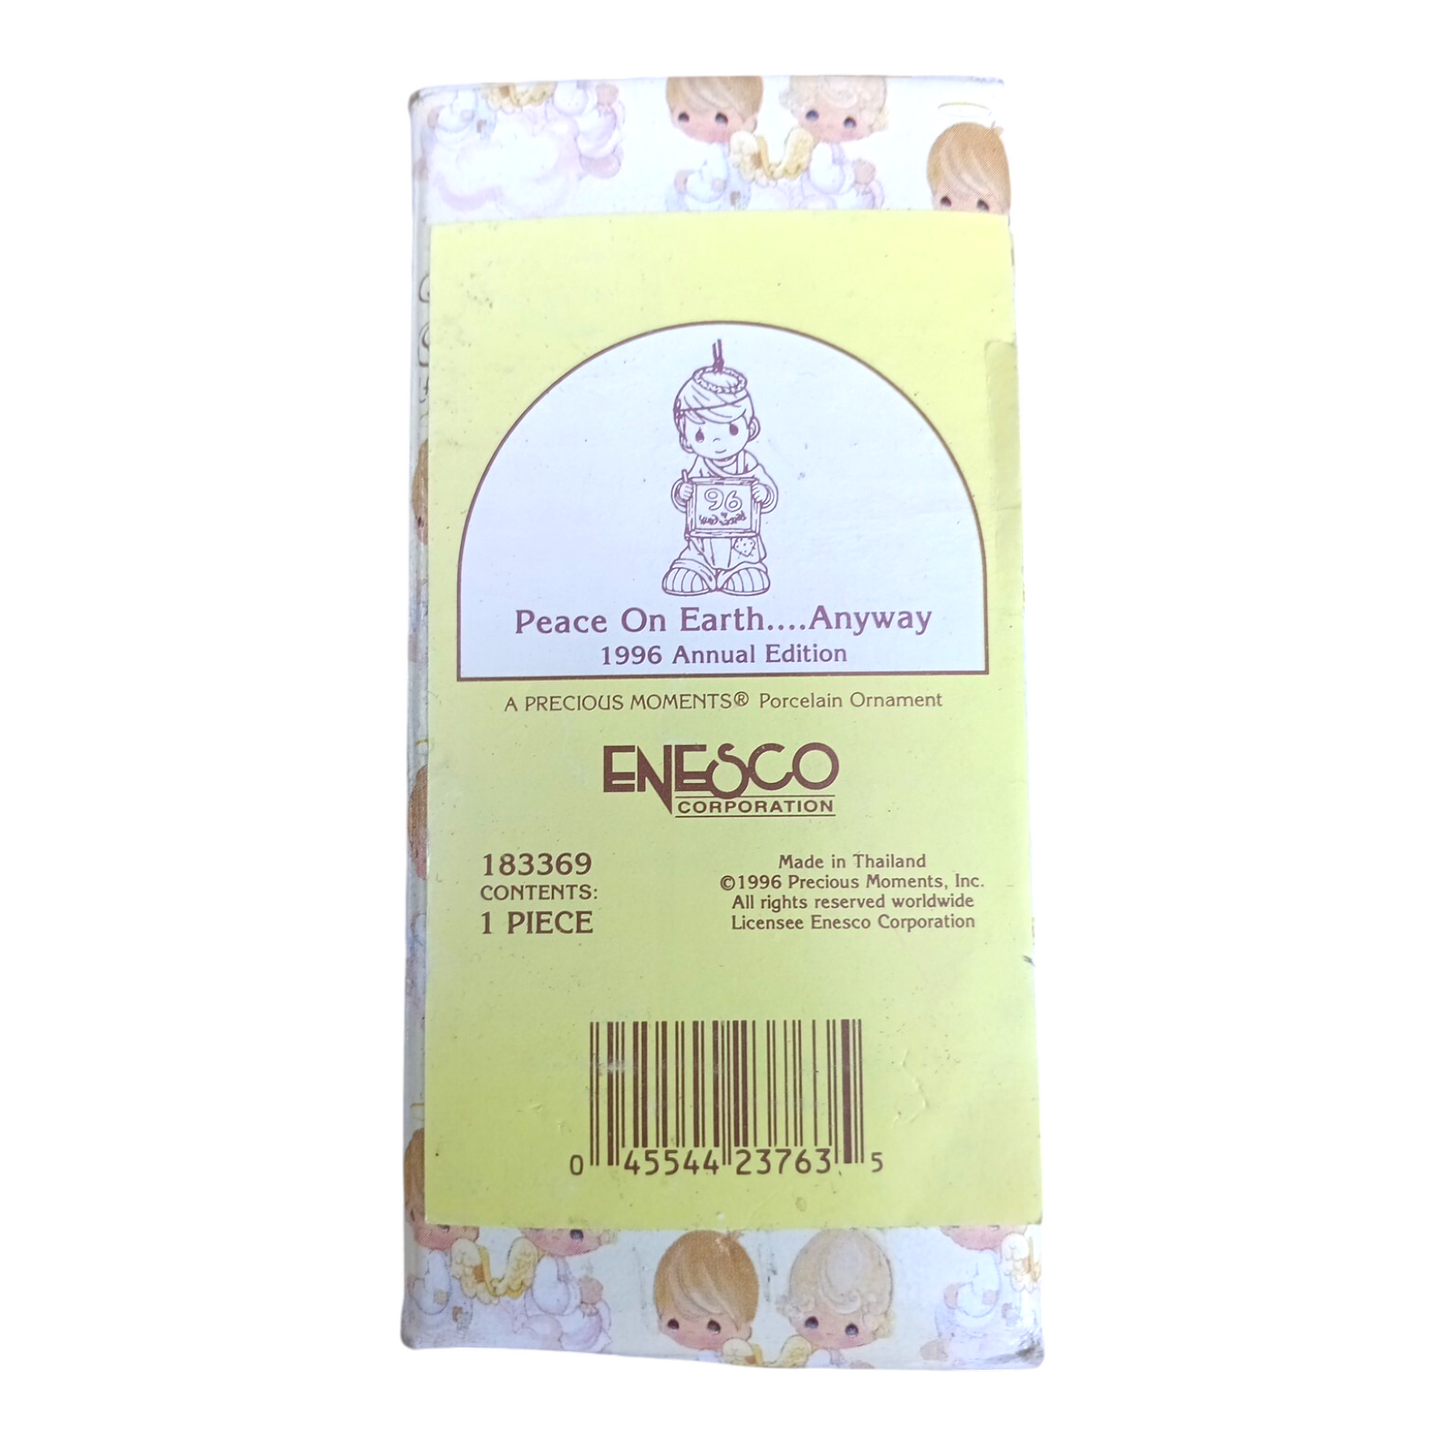 96
Peace On Earth....Anyway
1996 Annual Edition
A PRECIOUS MOMENTS® Porcelain Ornament
ENESCO
CORPORATION
183369
CONTENTS:
1 PIECE
Made in Thailand
©1996 Precious Moments, Inc.
All rights reserved worldwide
Licensee Enesco Corporation
0 45544 23763 5